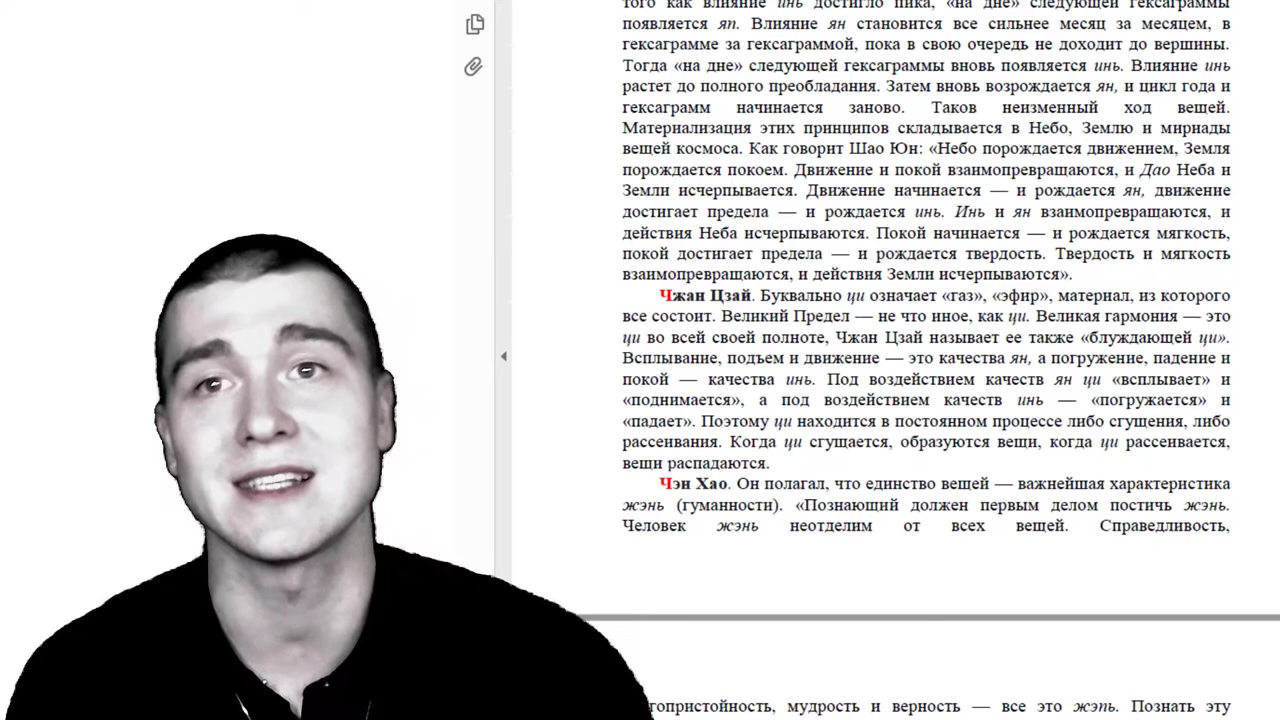 того как влияние инь достигло пика, «на дне» следующей гексаграммы
появляется ян. Влияние ян становится все сильнее месяц за месяцем, в
гексаграмме за гексаграммой, пока в свою очередь не доходит до вершины.
Тогда «на дне» следующей гексаграммы вновь появляется инь. Влияние инь
растет до полного преобладания. Затем вновь возрождается ян, и цикл года и
гексаграмм начинается заново. Таков неизменный ход вещей.
Материализация этих принципов складывается в Небо, Землю и мириады
вещей космоса. Как говорит Шао Юн: «Небо порождается движением, Земля
порождается покоем. Движение и покой взаимопревращаются, и Дао Неба и
Земли исчерпывается. Движение начинается — и рождается ян, движение
достигает предела — и рождается инь. Инь и ян взаимопревращаются, и
действия Неба исчерпываются. Покой начинается — и рождается мягкость,
покой достигает предела — и рождается твердость. Твердость и мягкость
взаимопревращаются, и действия Земли исчерпываются».
Чжан Цзай. Буквально ци означает «газ», «эфир», материал, из которого
все состоит. Великий Предел — не что иное, как ци. Великая гармония — это
ци во всей своей полноте, Чжан Цзай называет ее также «блуждающей ци».
Всплывание, подъем и движение — это качества ян, а погружение, падение и
покой — качества инь. Под воздействием качеств ян ци «всплывает» и
«поднимается», а под воздействием качеств инь — «погружается» и
«падает». Поэтому ци находится в постоянном процессе либо сгущения, либо
рассеивания. Когда ци сгущается, образуются вещи, когда ци рассеивается,
вещи распадаются.
Чэн Хао. Он полагал, что единство вещей — важнейшая характеристика
жэнь (гуманности). «Познающий должен первым делом постичь жэнь.
Человек жэнь неотделим от всех вещей. Справедливость,
мудрость и верность — все это жэнь. Познать эту